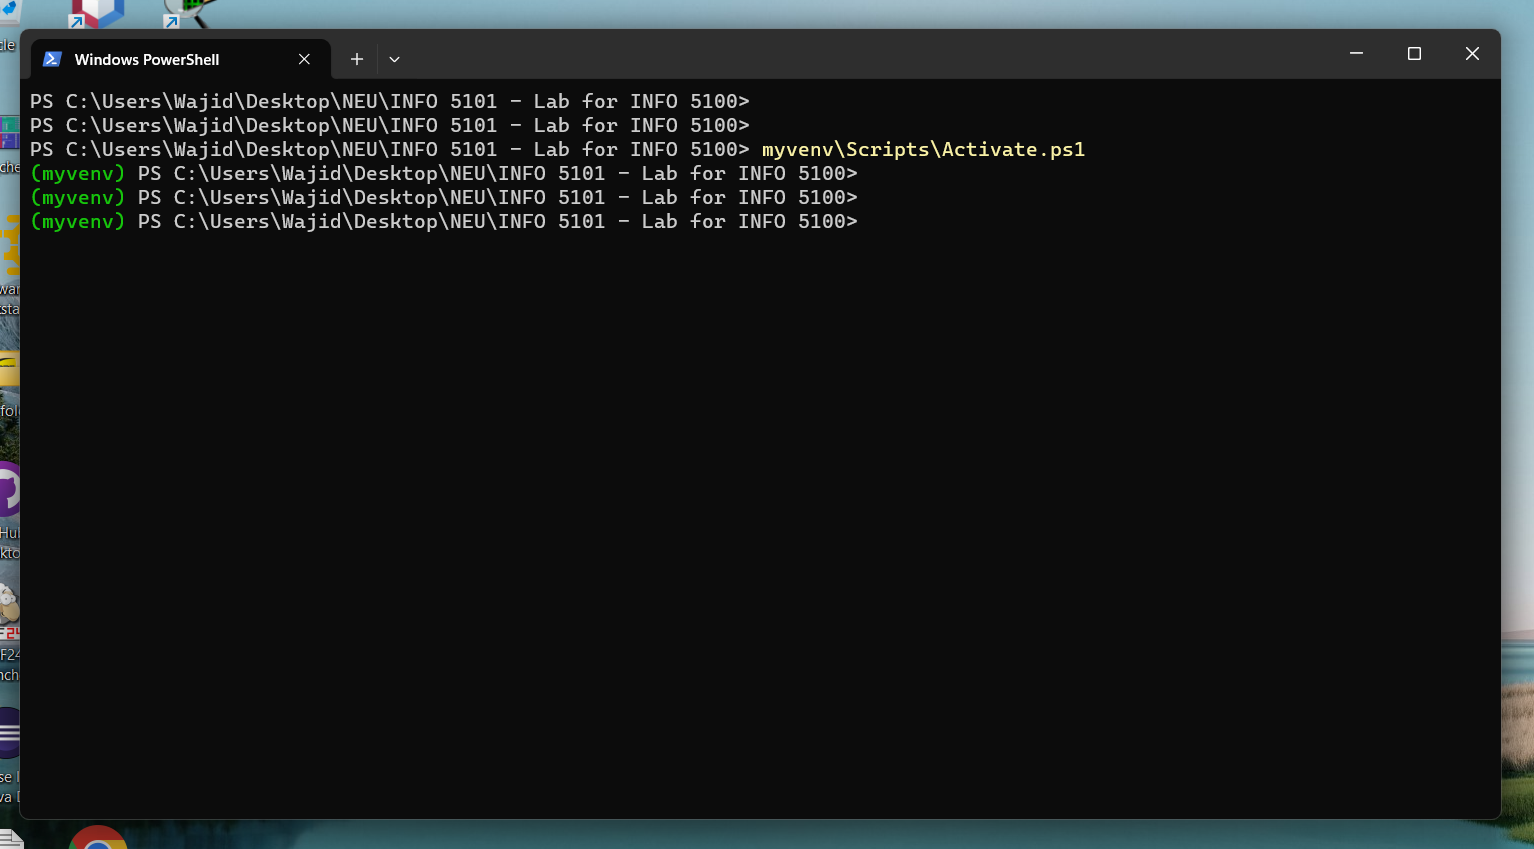 Windows PowerShell
PS C:\Users\Wajid\Desktop\NEU\INFO 5101 - Lab for INFO 5100>
PS C:\Users\Wajid\Desktop\NEU\INFO 5101 - Lab for INFO 5100>
PS C:\Users\Wajid\Desktop\NEU\INFO 5101 - Lab for INFO 5100> myvenv\Scripts\Activate.ps1
(myvenv) PS C:\Users\Wajid\Desktop\NEU\INFO 5101 - Lab for INFO 5100>
(myvenv) PS C:\Users\Wajid\Desktop\NEU\INFO 5101 - Lab for INFO 5100>
(myvenv) PS C:\Users\Wajid\Desktop\NEU\INFO 5101 - Lab for INFO 5100>